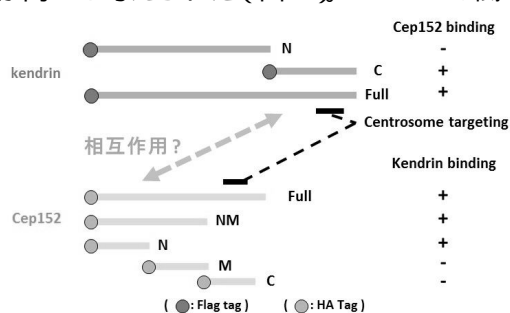 Cep152 binding
N -
kendrin
C +
Full +
Centrosome targeting
相互作用?
Kendrin binding
Full +
Cep152
NM +
N +
M -
C -
( : Flag tag ) ( : HA Tag )